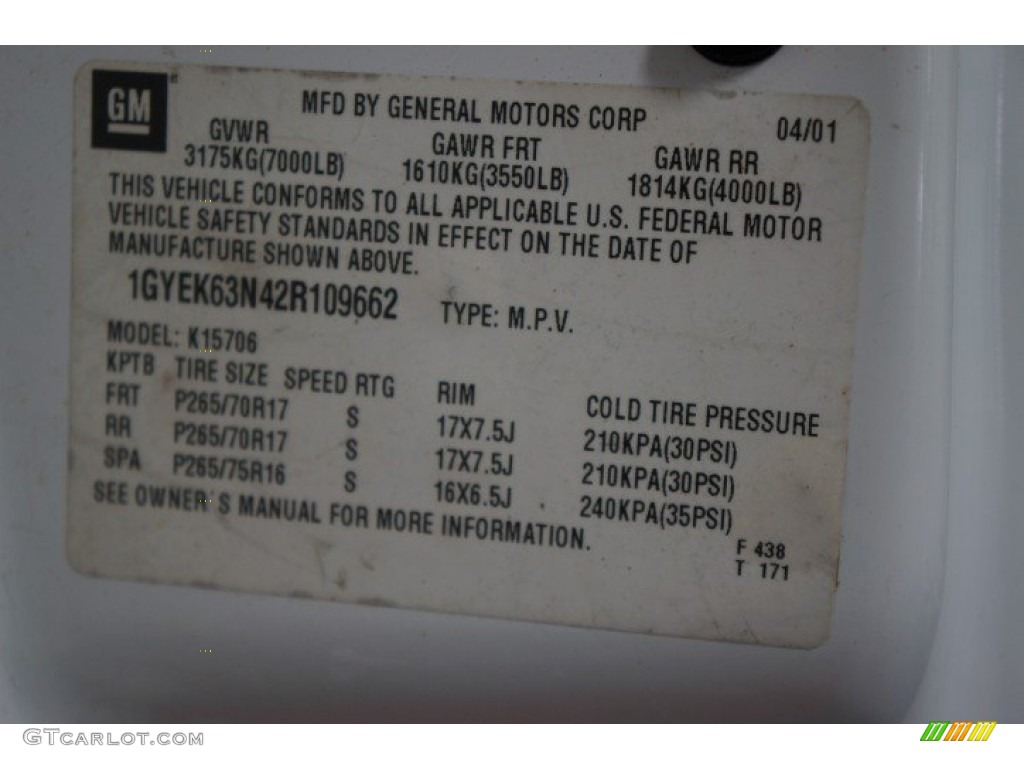 GM
MFD BY GENERAL MOTORS CORP 04/01
GVWR GAWR FRT GAWR RR
3175KG(7000LB) 1610KG(3550LB) 1814KG(4000LB)
THIS VEHICLE CONFORMS TO ALL APPLICABLE U.S. FEDERAL MOTOR
VEHICLE SAFETY STANDARDS IN EFFECT ON THE DATE OF
MANUFACTURE SHOWN ABOVE.
1GYEK63N42R109662 TYPE: M.P.V.
MODEL: K15706
KPTB TIRE SIZE SPEED RTG RIM COLD TIRE PRESSURE
FRT P265/70R17 S 17X7.5J 210KPA(30PSI)
RR P265/70R17 S 17X7.5J 210KPA(30PSI)
SPA P265/75R16 S 16X6.5J 240KPA(35PSI)
SEE OWNER'S MANUAL FOR MORE INFORMATION.
F 438
T 171
GTCARLOT.COM